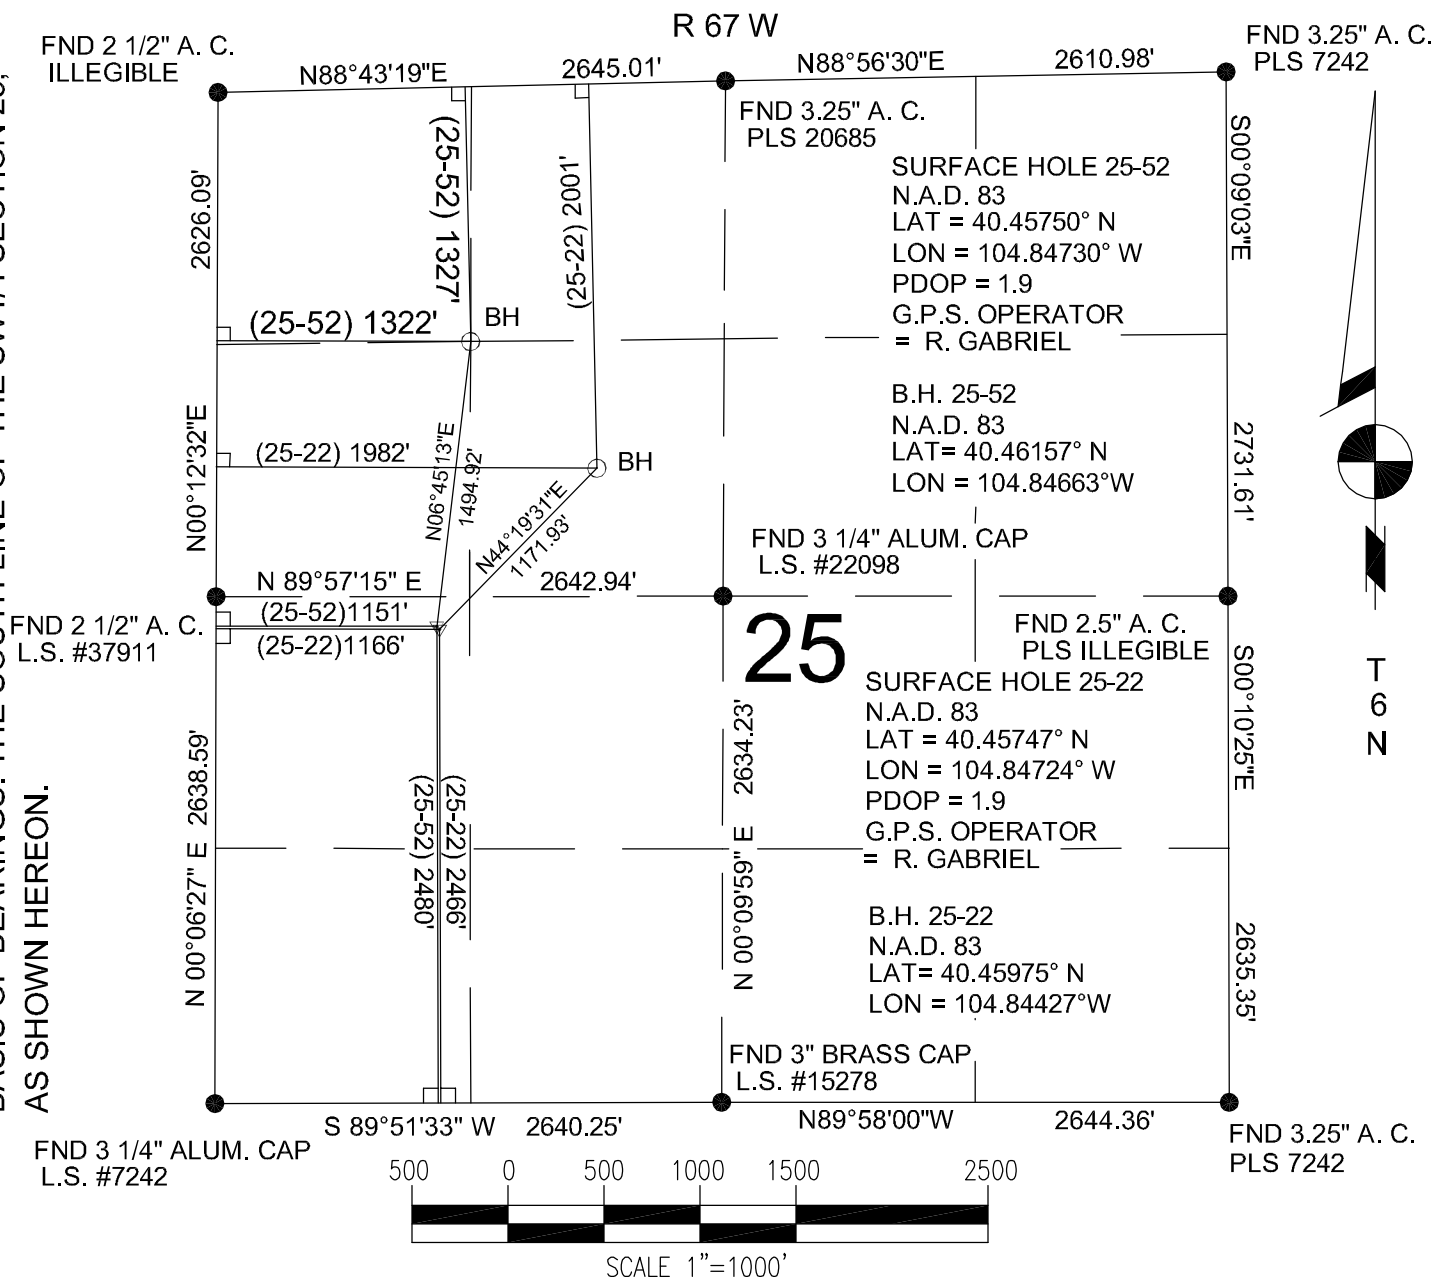 R 67 W
FND 2 1/2" A. C.
ILLEGIBLE
N88°43'19"E
2645.01'
N88°56'30"E
2610.98'
FND 3.25" A. C.
PLS 7242
FND 3.25" A. C.
PLS 20685
2626.09'
(25-52) 1327'
(25-22) 2001'
S00°09'03"E
SURFACE HOLE 25-52
N.A.D. 83
LAT = 40.45750° N
LON = 104.84730° W
PDOP = 1.9
G.P.S. OPERATOR
= R. GABRIEL
(25-52) 1322'
BH
B.H. 25-52
N.A.D. 83
LAT= 40.46157° N
LON = 104.84663°W
N00°12'32"E
(25-22) 1982'
N06°45'13"E
1494.92'
BH
N44°19'31"E
1171.93'
2731.61'
FND 3 1/4" ALUM. CAP
L.S. #22098
N 89°57'15" E
2642.94'
(25-52)1151'
FND 2 1/2" A. C.
L.S. #37911
(25-22)1166'
25
FND 2.5" A. C.
PLS ILLEGIBLE
T
6
N
SURFACE HOLE 25-22
N.A.D. 83
LAT = 40.45747° N
LON = 104.84724° W
PDOP = 1.9
G.P.S. OPERATOR
= R. GABRIEL
S00°10'25"E
N 00°06'27" E 2638.59'
(25-52) 2480'
(25-22) 2466'
N 00°09'59" E 2634.23'
B.H. 25-22
N.A.D. 83
LAT= 40.45975° N
LON = 104.84427°W
2635.35'
AS SHOWN HEREON.
FND 3" BRASS CAP
L.S. #15278
S 89°51'33" W
2640.25'
N89°58'00"W
2644.36'
FND 3 1/4" ALUM. CAP
L.S. #7242
FND 3.25" A. C.
PLS 7242
500 0 500 1000 1500 2500
SCALE 1"=1000'